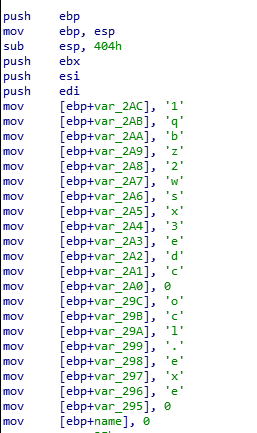 push ebp
mov ebp, esp
sub esp, 404h
push ebx
push esi
push edi
mov [ebp+var_2AC], '1'
mov [ebp+var_2AB], 'q'
mov [ebp+var_2AA], 'b'
mov [ebp+var_2A9], 'z'
mov [ebp+var_2A8], '2'
mov [ebp+var_2A7], 'w'
mov [ebp+var_2A6], 's'
mov [ebp+var_2A5], 'x'
mov [ebp+var_2A4], '3'
mov [ebp+var_2A3], 'e'
mov [ebp+var_2A2], 'd'
mov [ebp+var_2A1], 'c'
mov [ebp+var_2A0], 0
mov [ebp+var_29C], 'o'
mov [ebp+var_29B], 'c'
mov [ebp+var_29A], 'l'
mov [ebp+var_299], '.'
mov [ebp+var_298], 'e'
mov [ebp+var_297], 'x'
mov [ebp+var_296], 'e'
mov [ebp+var_295], 0
mov [ebp+name], 0